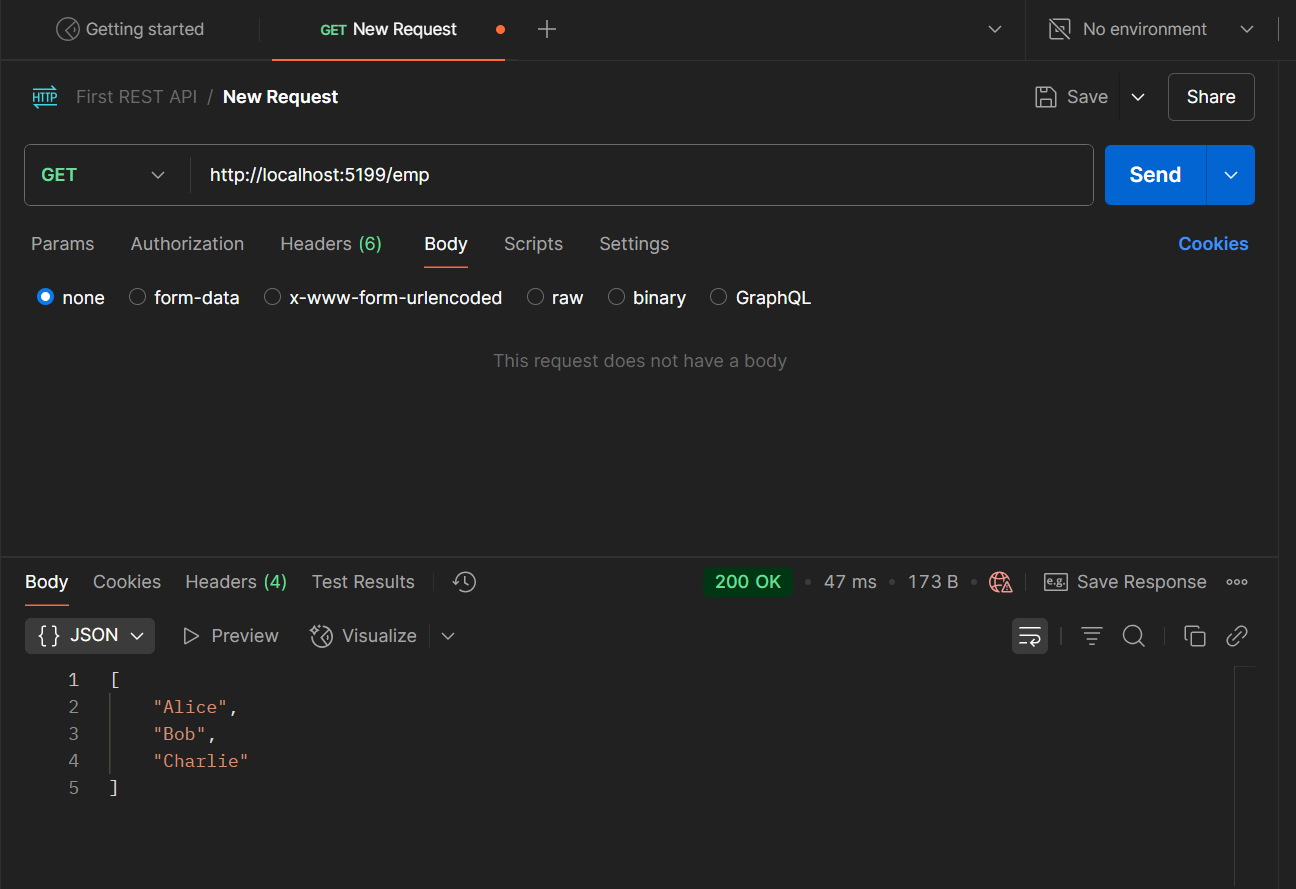 Getting started GET New Request No environment
HTTP First REST API / New Request Save Share
GET http://localhost:5199/emp Send
Params Authorization Headers (6) Body Scripts Settings Cookies
none form-data x-www-form-urlencoded raw binary GraphQL
This request does not have a body
Body Cookies Headers (4) Test Results 200 OK • 47 ms • 173 B • e.g. Save Response
{} JSON Preview Visualize
1 [
2 "Alice",
3 "Bob",
4 "Charlie"
5 ]